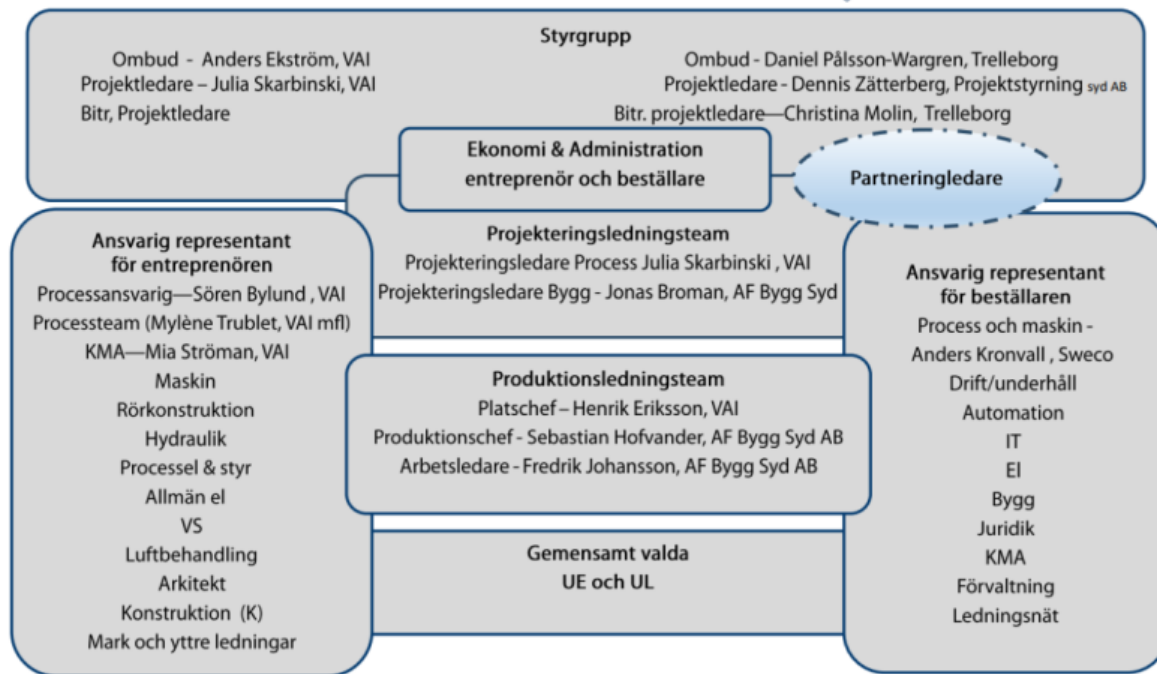 Styrgrupp
Ombud - Anders Ekström, VAI
Projektledare – Julia Skarbinski, VAI
Bitr, Projektledare
Ombud - Daniel Pålsson-Wargren, Trelleborg
Projektledare - Dennis Zätterberg, Projektstyrning syd AB
Bitr. projektledare—Christina Molin, Trelleborg
Ekonomi & Administration
entreprenör och beställare
Partneringledare
Ansvarig representant
för entreprenören
Processansvarig—Sören Bylund , VAI
Processteam (Mylène Trublet, VAI mfl)
KMA—Mia Ströman, VAI
Maskin
Rörkonstruktion
Hydraulik
Processel & styr
Allmän el
VS
Luftbehandling
Arkitekt
Konstruktion (K)
Mark och yttre ledningar
Projekteringsledningsteam
Projekteringsledare Process Julia Skarbinski , VAI
Projekteringsledare Bygg - Jonas Broman, AF Bygg Syd
Produktionsledningsteam
Platschef – Henrik Eriksson, VAI
Produktionschef - Sebastian Hofvander, AF Bygg Syd AB
Arbetsledare - Fredrik Johansson, AF Bygg Syd AB
Gemensamt valda
UE och UL
Ansvarig representant
för beställaren
Process och maskin -
Anders Kronvall , Sweco
Drift/underhåll
Automation
IT
El
Bygg
Juridik
KMA
Förvaltning
Ledningsnät